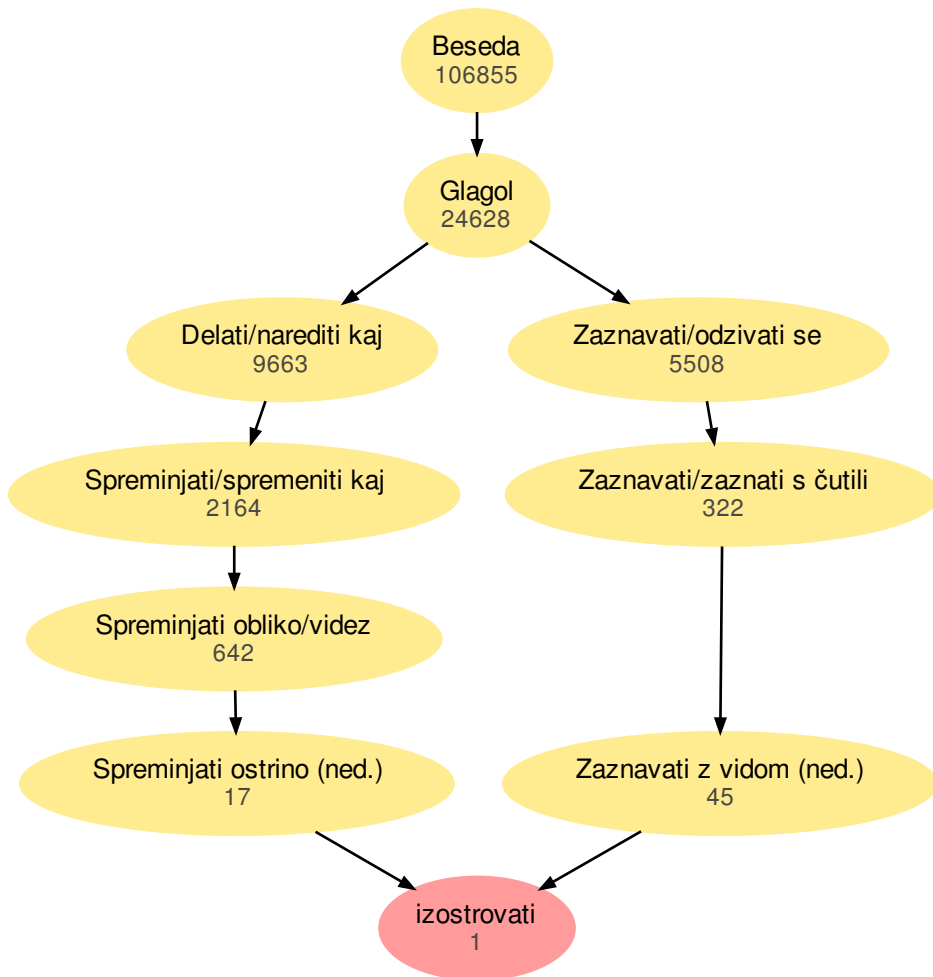 Beseda
106855
Glagol
24628
Delati/narediti kaj
9663
Zaznavati/odzivati se
5508
Spreminjati/spremeniti kaj
2164
Zaznavati/zaznati s čutili
322
Spreminjati obliko/videz
642
Spreminjati ostrino (ned.)
17
Zaznavati z vidom (ned.)
45
izostrovati
1